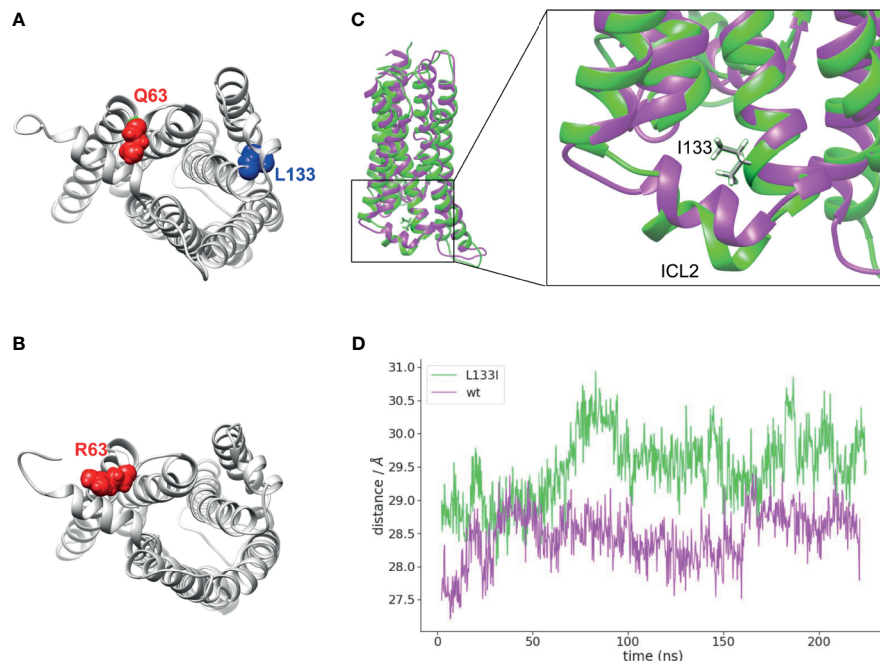 A
Q63
L133
B
R63
C
I133
ICL2
D
L133I
wt
31.0
30.5
30.0
29.5
29.0
28.5
28.0
27.5
distance / Å
0
50
100
150
200
time (ns)